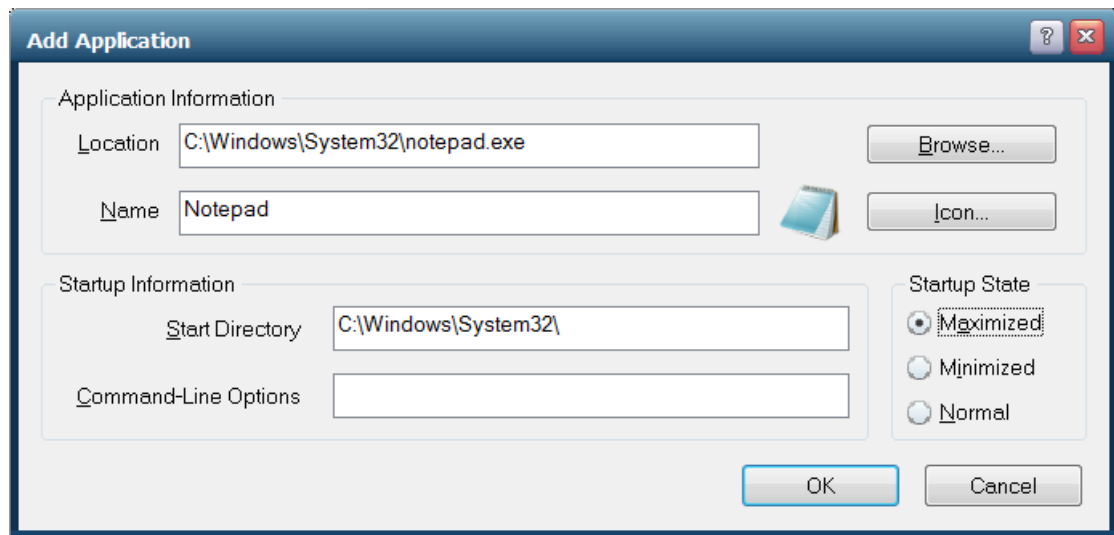 Add Application
?
Application Information
Location C:\Windows\System32\notepad.exe Browse...
Name Notepad Icon...
Startup Information
Start Directory C:\Windows\System32\
Command-Line Options
Startup State
Maximized
Minimized
Normal
OK Cancel